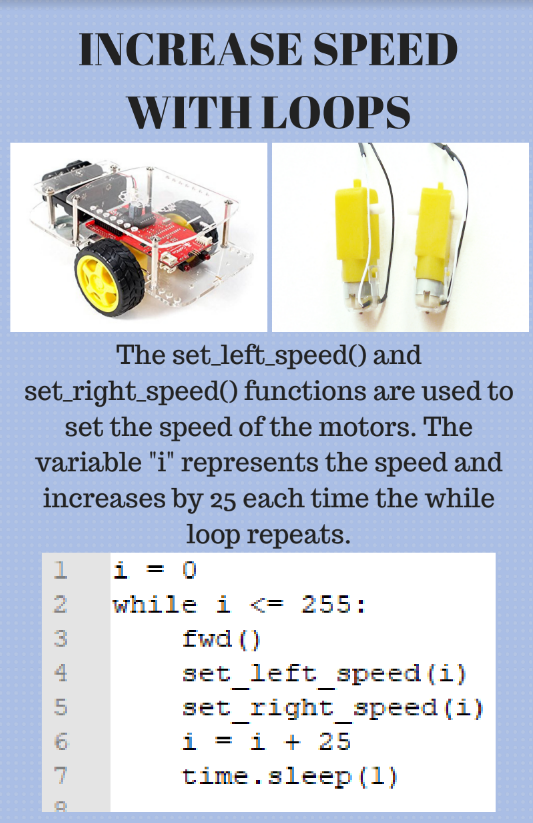 INCREASE SPEED
WITH LOOPS
The set_left_speed() and
set_right_speed() functions are used to
set the speed of the motors. The
variable "i" represents the speed and
increases by 25 each time the while
loop repeats.
1 i = 0
2 while i <= 255:
3 fwd()
4 set_left_speed(i)
5 set_right_speed(i)
6 i = i + 25
7 time.sleep(1)
8